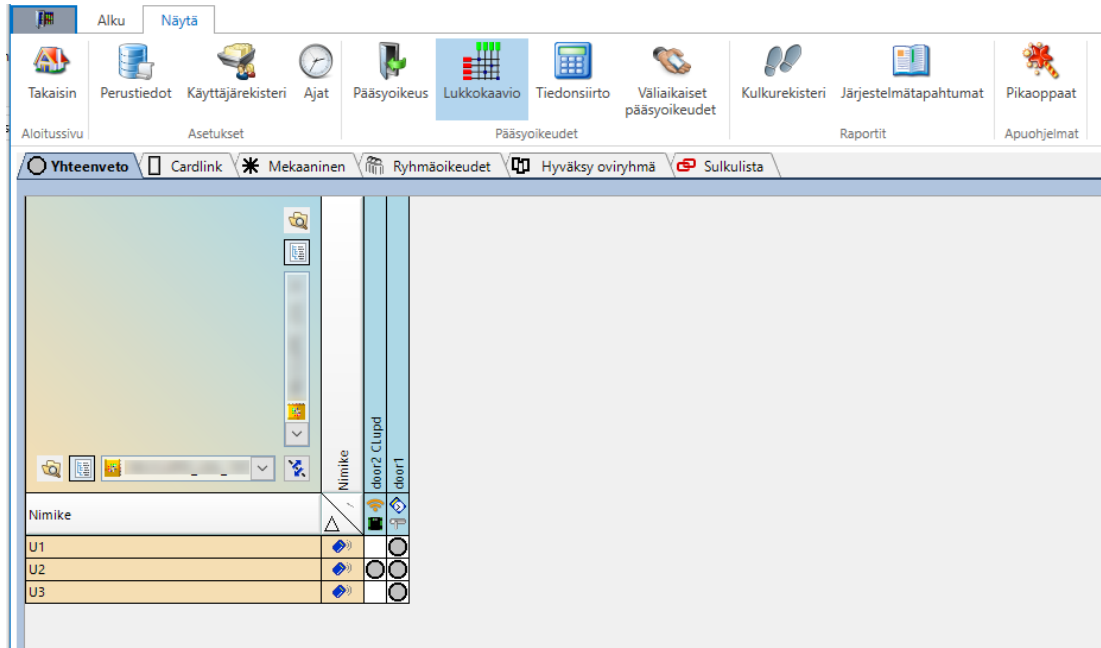 Alku Näytä
Takaisin Perustiedot Käyttäjärekisteri Ajat Pääsyoikeus Lukkokaavio Tiedonsiirto Väliaikaiset pääsyoikeudet Kulkurekisteri Järjestelmätapahtumat Pikaoppaat
Aloitussivu Asetukset Pääsyoikeudet Raportit Apuohjelmat
Yhteenveto Cardlink Mekaaninen Ryhmäoikeudet Hyväksy oviryhmä Sulkulista
Nimike
door2 CLupd
door1
Nimike
U1
U2
U3